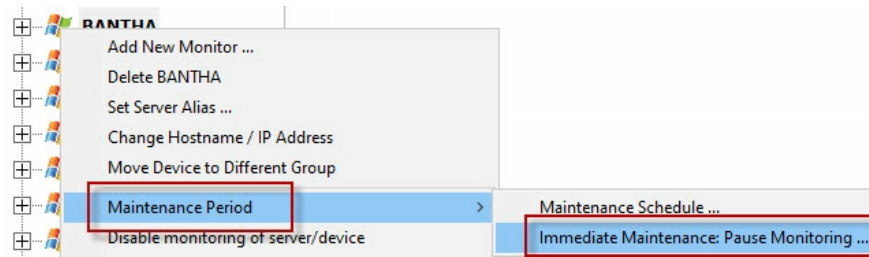 BANTHA
Add New Monitor ...
Delete BANTHA
Set Server Alias ...
Change Hostname / IP Address
Move Device to Different Group
Maintenance Period >
Maintenance Schedule ...
Disable monitoring of server/device
Immediate Maintenance: Pause Monitoring ...